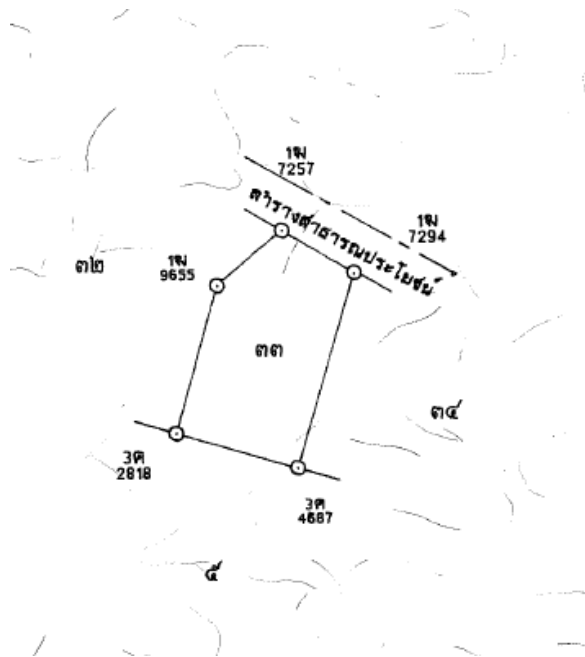 1ฆ
7257
ลำรางสาธารณประโยชน์
1ฆ
7294
๓๒
1ฆ
9655
๓๓
๓๔
3ค
2818
3ค
4687
๕